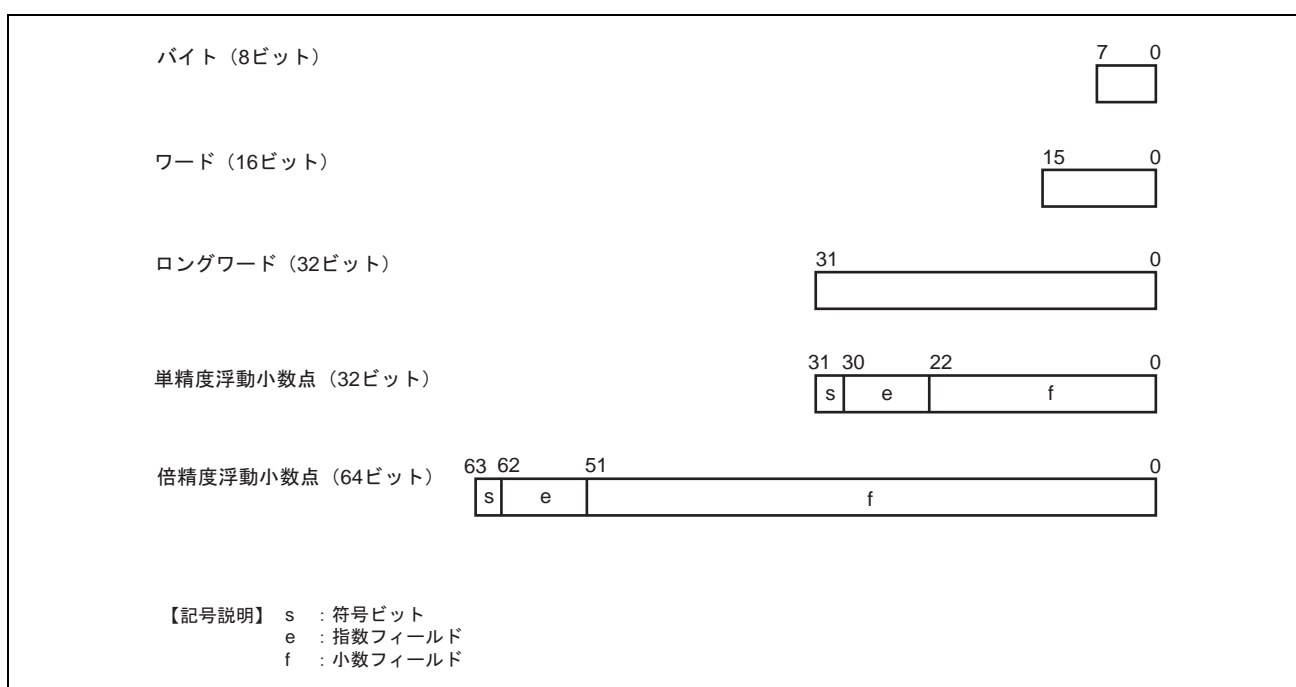 バイト（8ビット）
7 0
ワード（16ビット）
15 0
ロングワード（32ビット）
31 0
単精度浮動小数点（32ビット）
31 30 22 0
s e f
倍精度浮動小数点（64ビット）
63 62 51 0
s e f
【記号説明】 s ：符号ビット
e ：指数フィールド
f ：小数フィールド